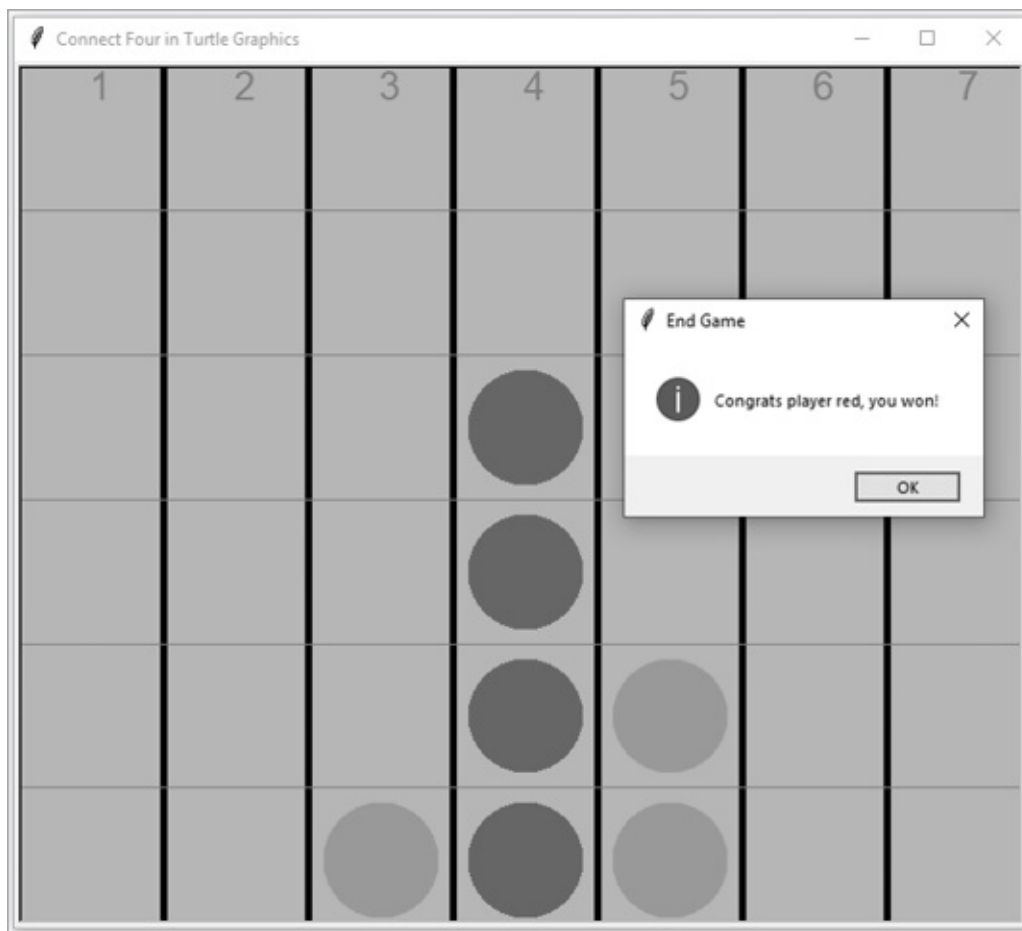 Connect Four in Turtle Graphics
1 2 3 4 5 6 7
End Game
Congrats player red, you won!
OK